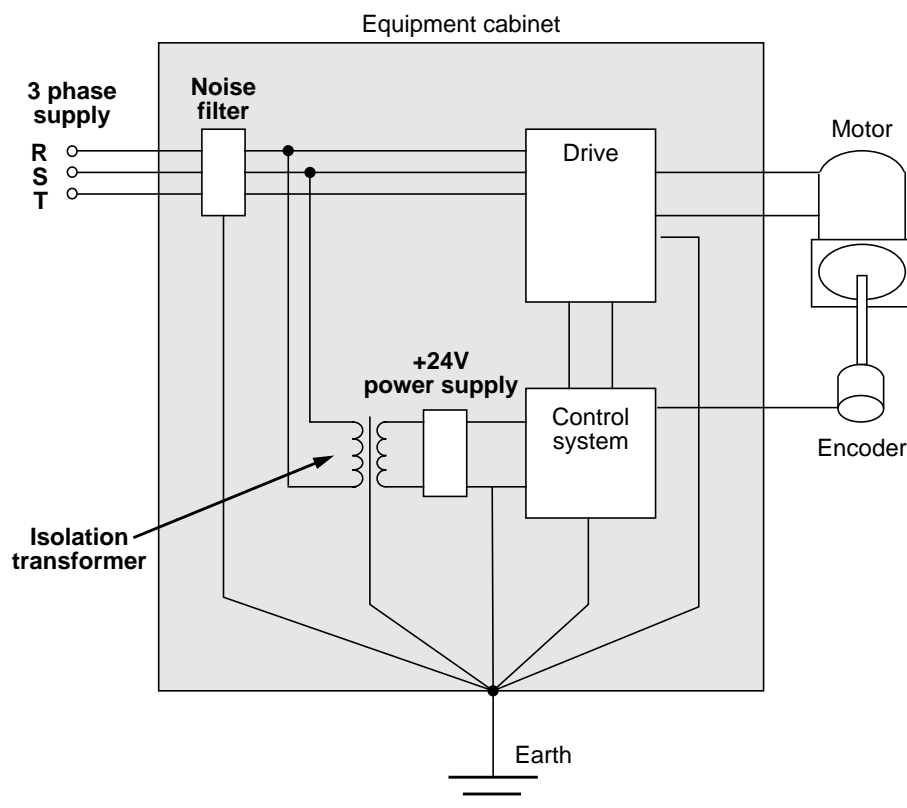 Equipment cabinet
3 phase
supply
Noise
filter
R
S
T
Drive
Motor
+24V
power supply
Control
system
Encoder
Isolation
transformer
Earth